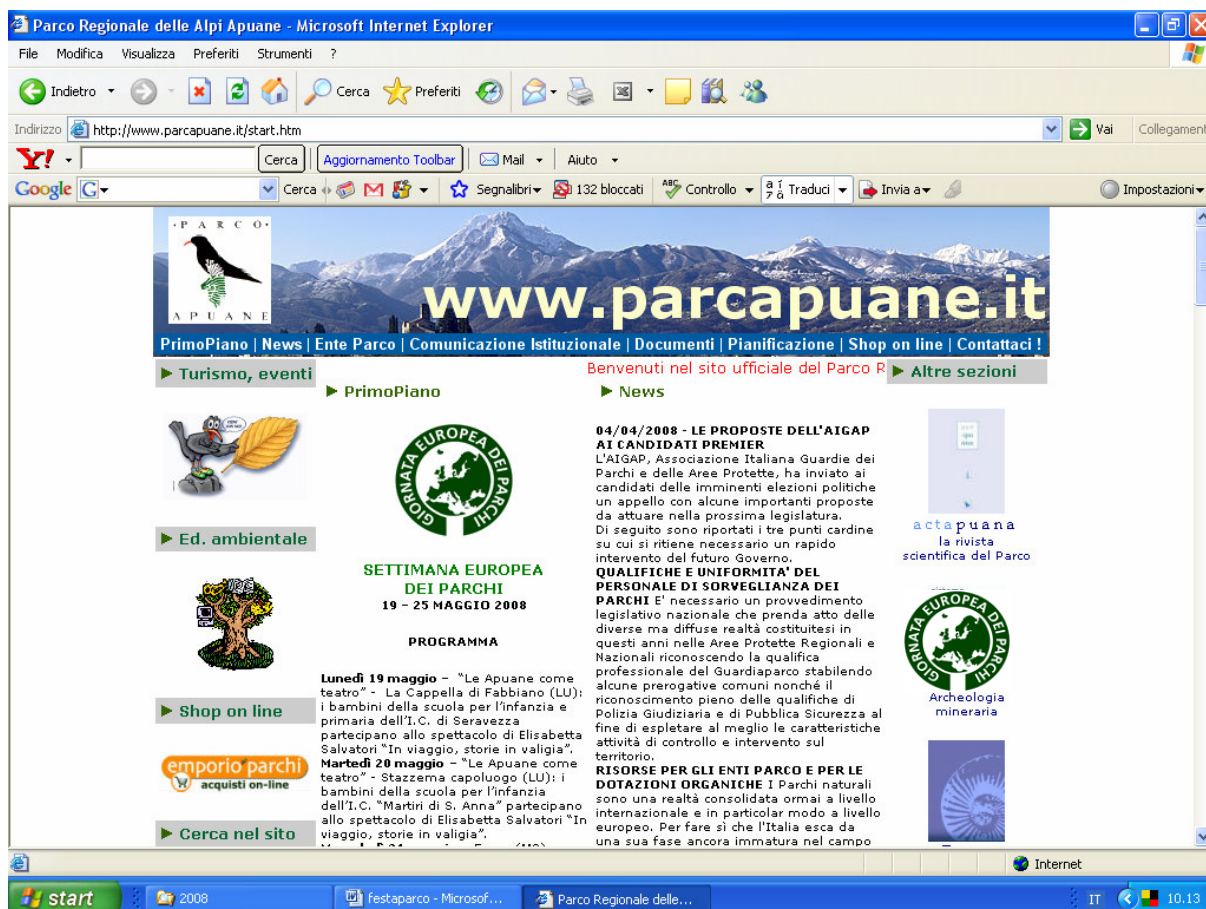 Parco Regionale delle Alpi Apuane - Microsoft Internet Explorer
File Modifica Visualizza Preferiti Strumenti ?
Indietro Cerca Preferiti
Indirizzo http://www.parcapuane.it/start.htm Vai Collegament
Y! Cerca Aggiornamento Toolbar Mail Aiuto
Google G Cerca Segnalibri 132 bloccati ABC Controllo Traduci Invia a Impostazioni
·PARCO·
APUANE
www.parcapuane.it
PrimoPiano | News | Ente Parco | Comunicazione Istituzionale | Documenti | Pianificazione | Shop on line | Contattaci !
Turismo, eventi
Ed. ambientale
Shop on line
emporio parchi
acquisti on-line
Cerca nel sito
PrimoPiano
GIORNATA EUROPEA DEI PARCHI
SETTIMANA EUROPEA
DEI PARCHI
19 – 25 MAGGIO 2008
PROGRAMMA
Lunedì 19 maggio – “Le Apuane come
teatro” - La Cappella di Fabbiano (LU):
i bambini della scuola per l’infanzia e
primaria dell’I.C. di Seravezza
partecipano allo spettacolo di Elisabetta
Salvatori “In viaggio, storie in valigia”.
Martedì 20 maggio – “Le Apuane come
teatro” - Stazzema capoluogo (LU): i
bambini della scuola per l’infanzia
dell’I.C. “Martiri di S. Anna” partecipano
allo spettacolo di Elisabetta Salvatori “In
viaggio, storie in valigia”.
Benvenuti nel sito ufficiale del Parco R
News
04/04/2008 - LE PROPOSTE DELL'AIGAP
AI CANDIDATI PREMIER
L'AIGAP, Associazione Italiana Guardie dei
Parchi e delle Aree Protette, ha inviato ai
candidati delle imminenti elezioni politiche
un appello con alcune importanti proposte
da attuare nella prossima legislatura.
Di seguito sono riportati i tre punti cardine
su cui si ritiene necessario un rapido
intervento del futuro Governo.
QUALIFICHE E UNIFORMITA' DEL
PERSONALE DI SORVEGLIANZA DEI
PARCHI E' necessario un provvedimento
legislativo nazionale che prenda atto delle
diverse ma diffuse realtà costituitesi in
questi anni nelle Aree Protette Regionali e
Nazionali riconoscendo la qualifica
professionale del Guardiaparco stabilendo
alcune prerogative comuni nonché il
riconoscimento pieno delle qualifiche di
Polizia Giudiziaria e di Pubblica Sicurezza al
fine di espletare al meglio le caratteristiche
attività di controllo e intervento sul
territorio.
RISORSE PER GLI ENTI PARCO E PER LE
DOTAZIONI ORGANICHE I Parchi naturali
sono una realtà consolidata ormai a livello
internazionale e in particolar modo a livello
europeo. Per fare sì che l'Italia esca da
una sua fase ancora immatura nel campo
Altre sezioni
actapuana
la rivista
scientifica del Parco
GIORNATA EUROPEA DEI PARCHI
Archeologia
mineraria
Internet
start 2008 festaparco - Microsof... Parco Regionale delle... IT 10.13